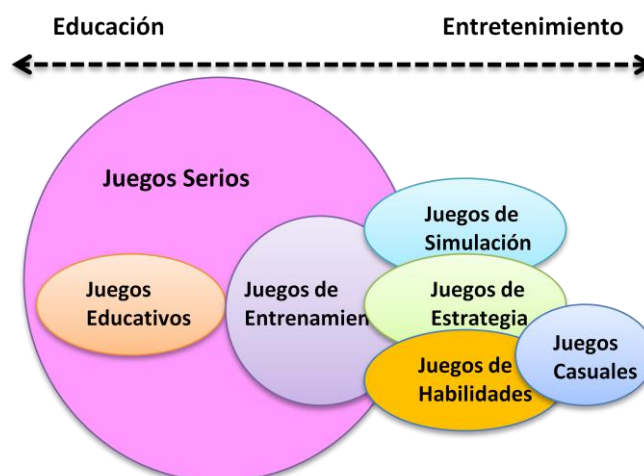 Educación
Entretenimiento
Juegos Serios
Juegos de
Simulación
Juegos
Educativos
Juegos de
Entrenamien
Juegos de
Estrategia
Juegos
Casuales
Juegos de
Habilidades